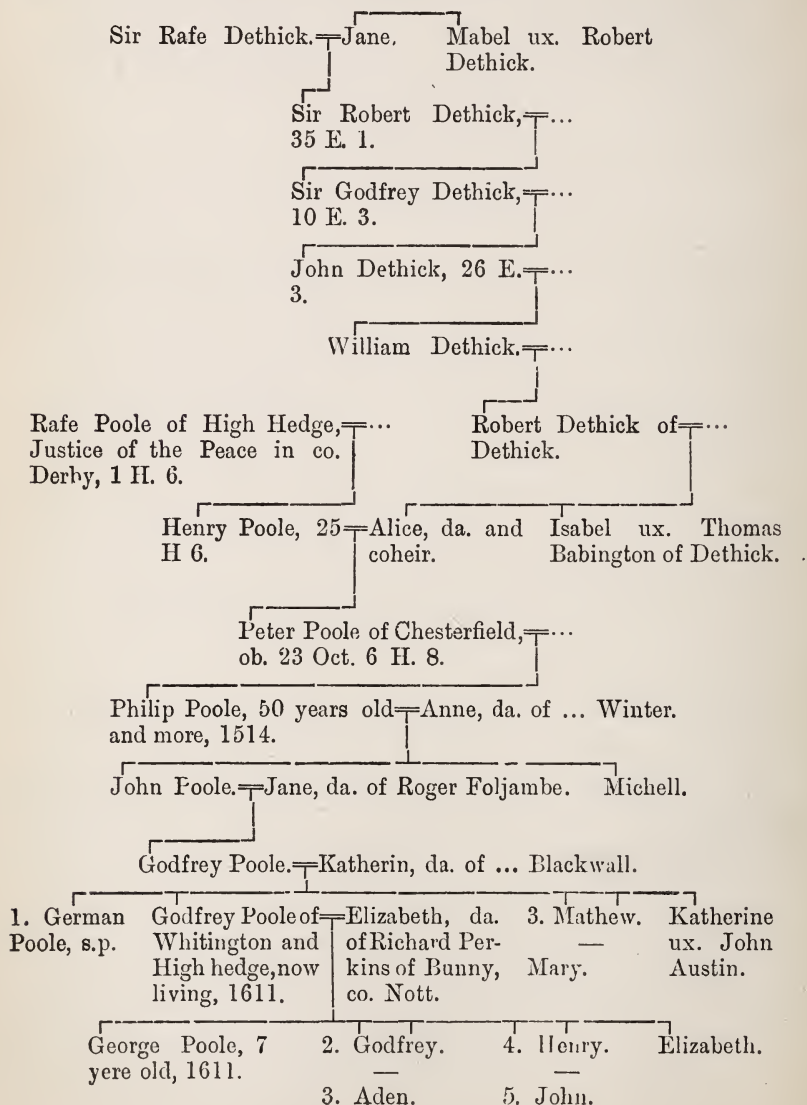 Sir Rafe Dethick. Jane. Mabel ux. Robert
Dethick.
Sir Robert Dethick, ...
35 E. 1.
Sir Godfrey Dethick, ...
10 E. 3.
John Dethick, 26 E. ...
3.
William Dethick. ...
Rafe Poole of High Hedge, ...
Justice of the Peace in co.
Derby, 1 H. 6.
Robert Dethick of ...
Dethick.
Henry Poole, 25
H 6.
Alice, da. and
coheir.
Isabel ux. Thomas
Babington of Dethick.
Peter Poole of Chesterfield, ...
ob. 23 Oct. 6 H. 8.
Philip Poole, 50 years old
and more, 1514.
Anne, da. of ... Winter.
John Poole. Jane, da. of Roger Foljambe. Michell.
Godfrey Poole. Katherin, da. of ... Blackwall.
1. German
Poole, s.p.
Godfrey Poole of
Whitington and
High hedge, now
living, 1611.
Elizabeth, da.
of Richard Per-
kins of Bunny,
co. Nott.
3. Mathew.
—
Mary.
Katherine
ux. John
Austin.
George Poole, 7
yere old, 1611.
2. Godfrey.
—
3. Aden.
4. Henry.
—
5. John.
Elizabeth.